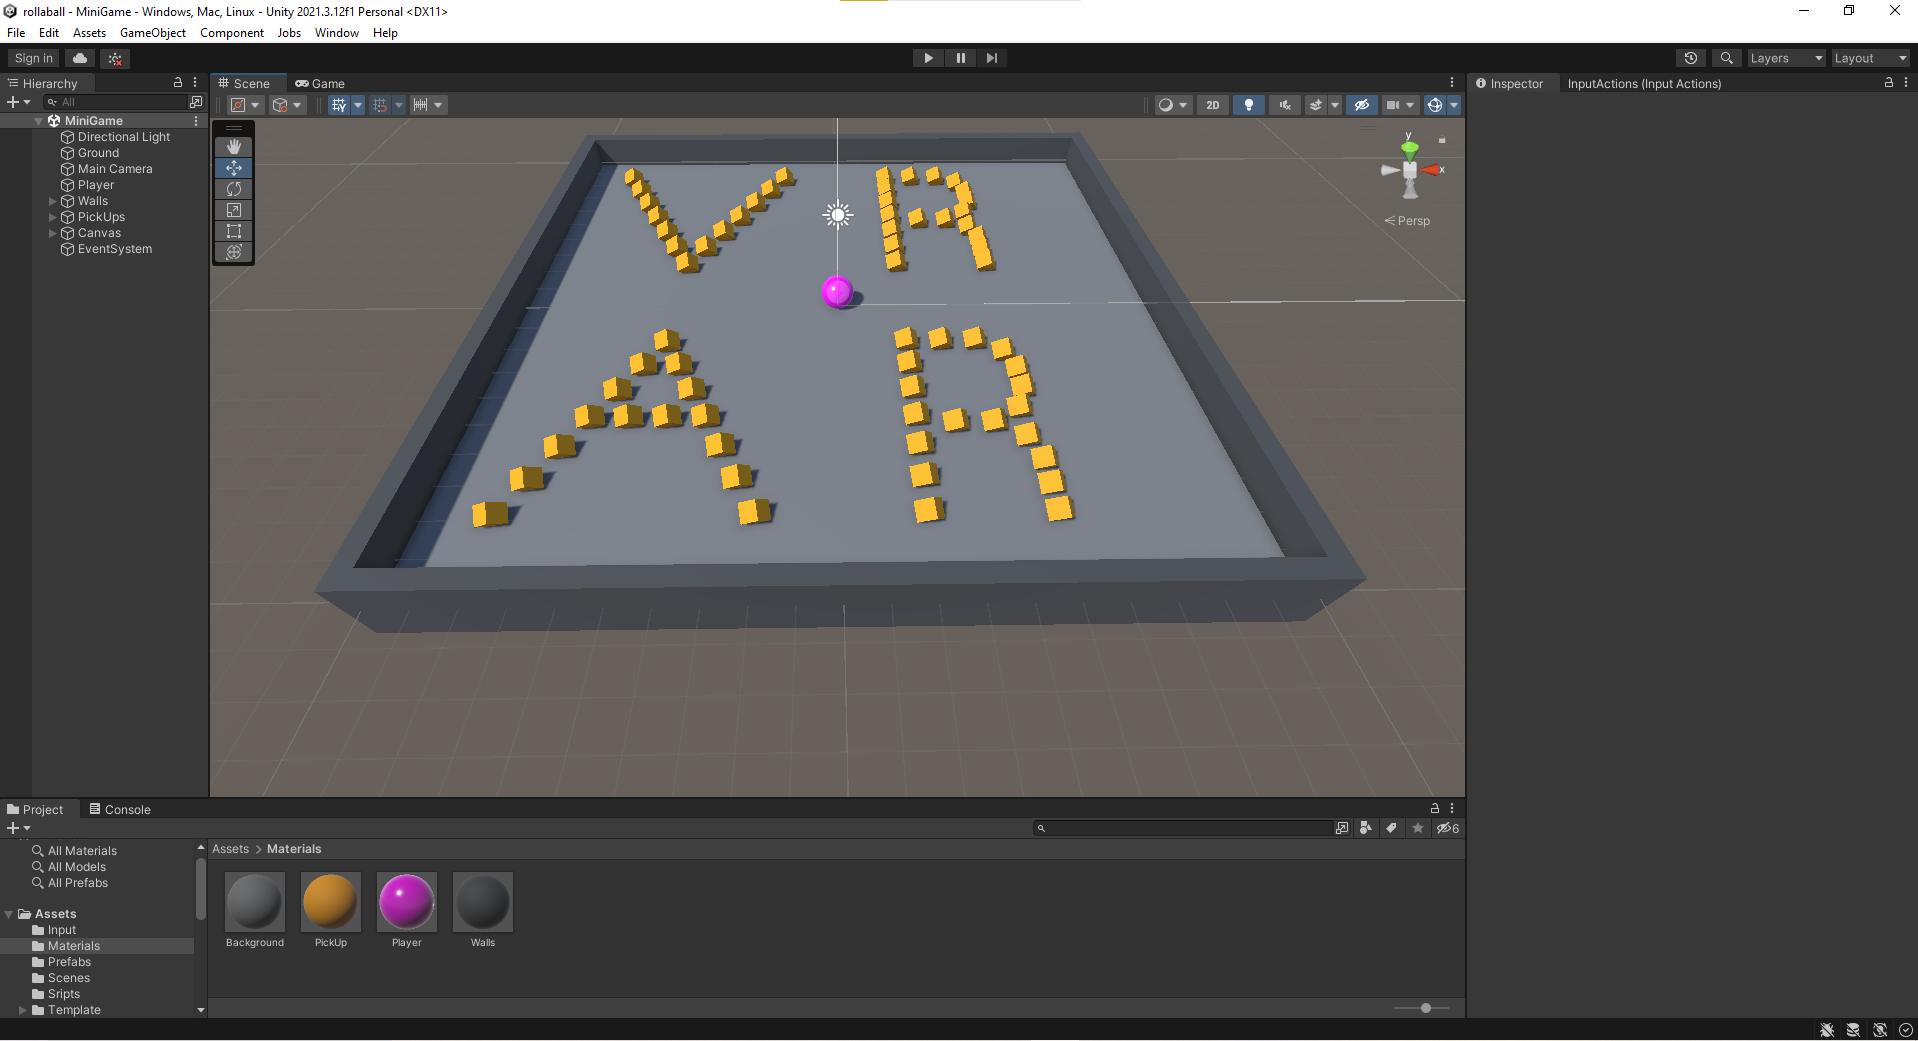 rollaball - MiniGame - Windows, Mac, Linux - Unity 2021.3.12f1 Personal <DX11>
File Edit Assets GameObject Component Jobs Window Help
Sign in
Layers
Layout
Hierarchy
All
MiniGame
Directional Light
Ground
Main Camera
Player
Walls
PickUps
Canvas
EventSystem
Scene
Game
2D
y
x
Persp
V R
A R
Inspector
InputActions (Input Actions)
Project
Console
6
All Materials
All Models
All Prefabs
Assets
Input
Materials
Prefabs
Scenes
Sripts
Template
Assets > Materials
Background
PickUp
Player
Walls